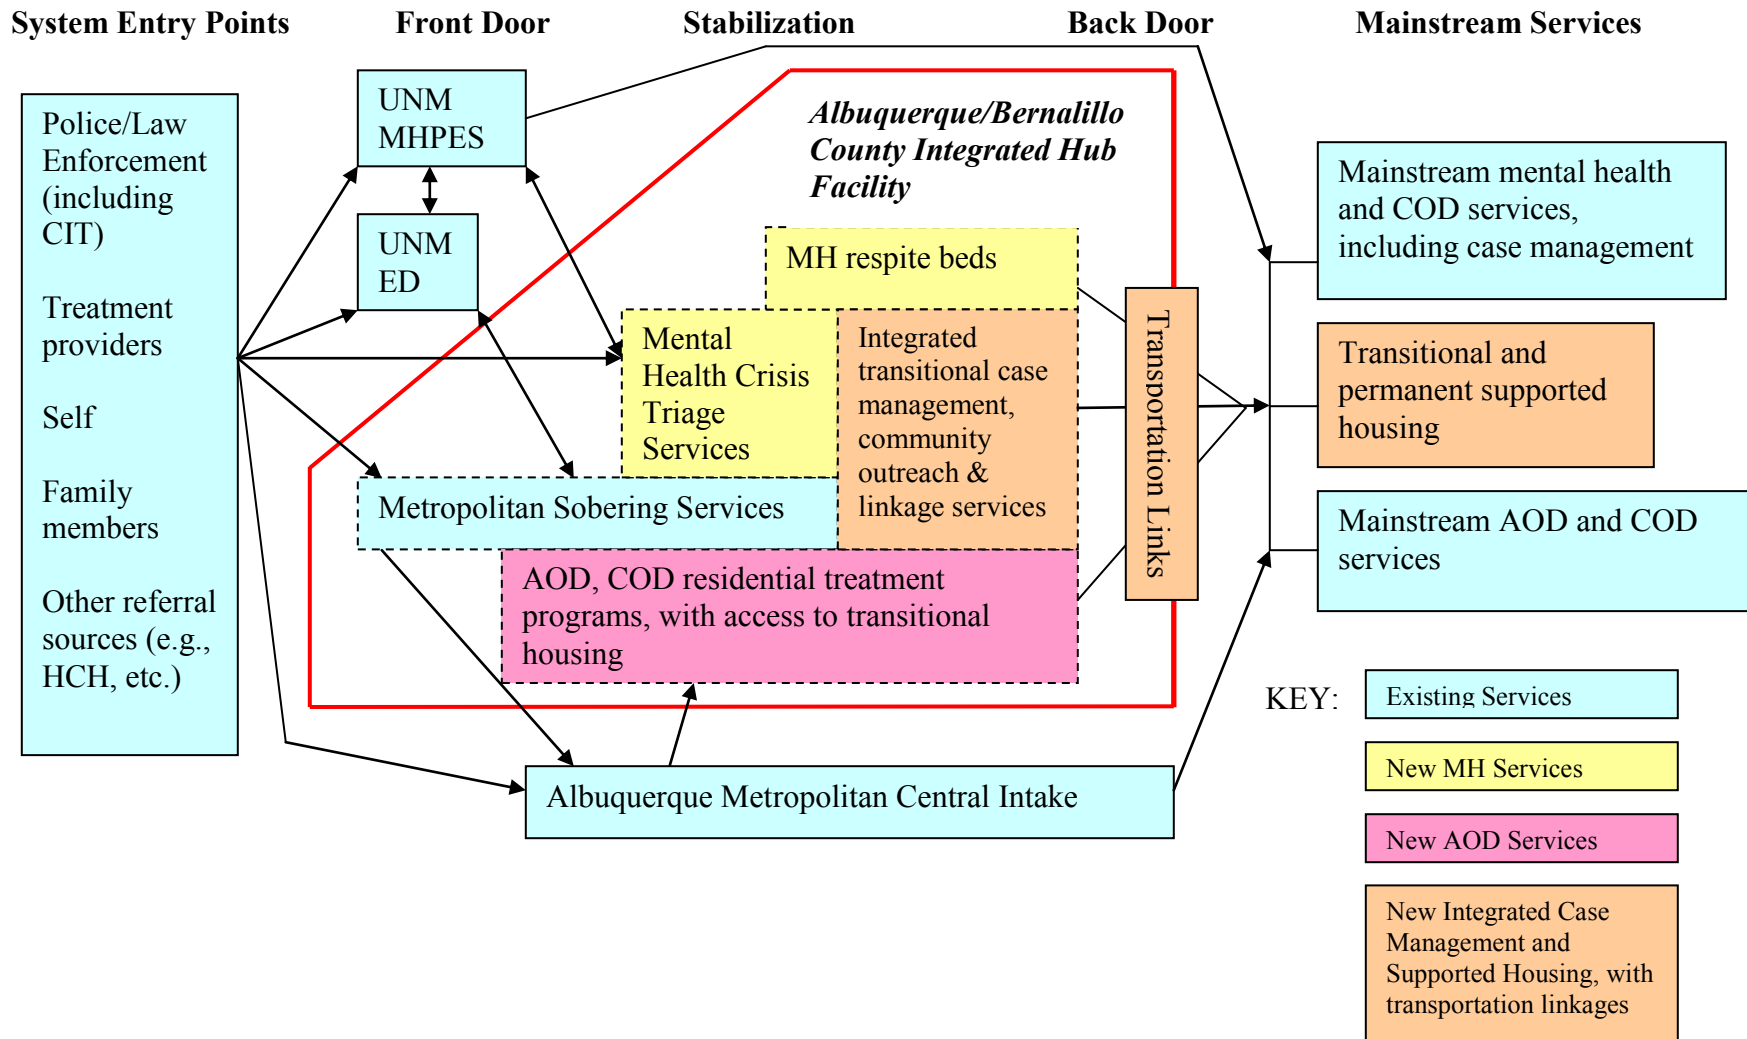 System Entry Points
Front Door
Stabilization
Back Door
Mainstream Services
Police/Law
Enforcement
(including
CIT)
Treatment
providers
Self
Family
members
Other referral
sources (e.g.,
HCH, etc.)
UNM
MHPES
UNM
ED
Albuquerque/Bernalillo
County Integrated Hub
Facility
MH respite beds
Mental
Health Crisis
Triage
Services
Integrated
transitional case
management,
community
outreach &
linkage services
Metropolitan Sobering Services
AOD, COD residential treatment
programs, with access to transitional
housing
Transportation Links
Albuquerque Metropolitan Central Intake
Mainstream mental health
and COD services,
including case management
Transitional and
permanent supported
housing
Mainstream AOD and COD
services
KEY:
Existing Services
New MH Services
New AOD Services
New Integrated Case
Management and
Supported Housing, with
transportation linkages